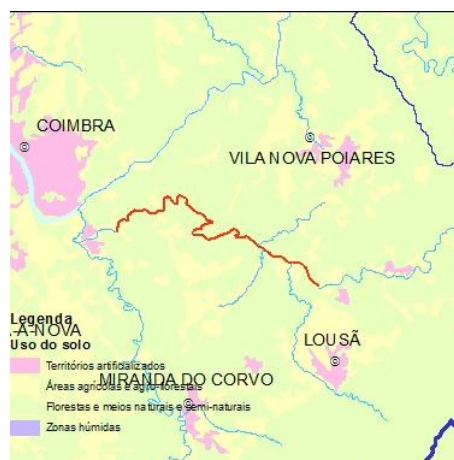 COIMBRA
VILA NOVA POIARES
Legenda
-A-NOVA
Uso do solo
LOUSÃ
Territórios artificializados
Áreas agrícolas e agro-florestais
MIRANDA DO CORVO
Florestas e meios naturais e semi-naturais
Zonas húmidas